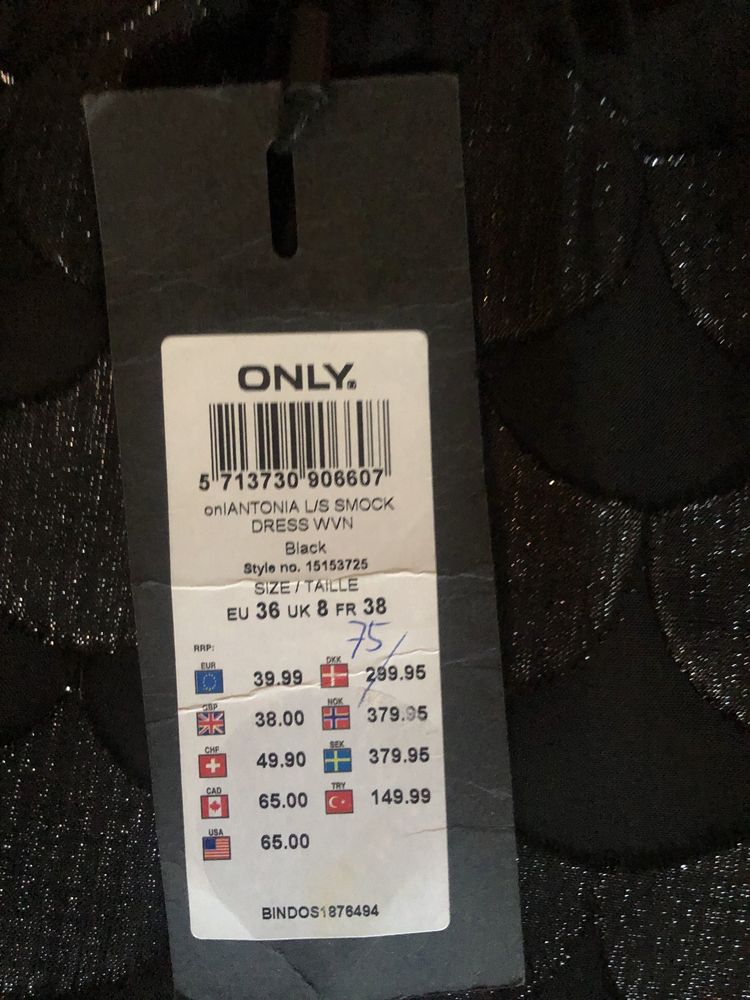 ONLY.
5 713730 906607
onlANTONIA L/S SMOCK
DRESS WVN
Black
Style no. 15153725
SIZE / TAILLE
EU 36 UK 8 FR 38
75
RRP:
EUR 39.99 DKK 299.95
GBP 38.00 NOK 379.95
CHF 49.90 SEK 379.95
CAD 65.00 TRY 149.99
USA 65.00
BINDOS1876494